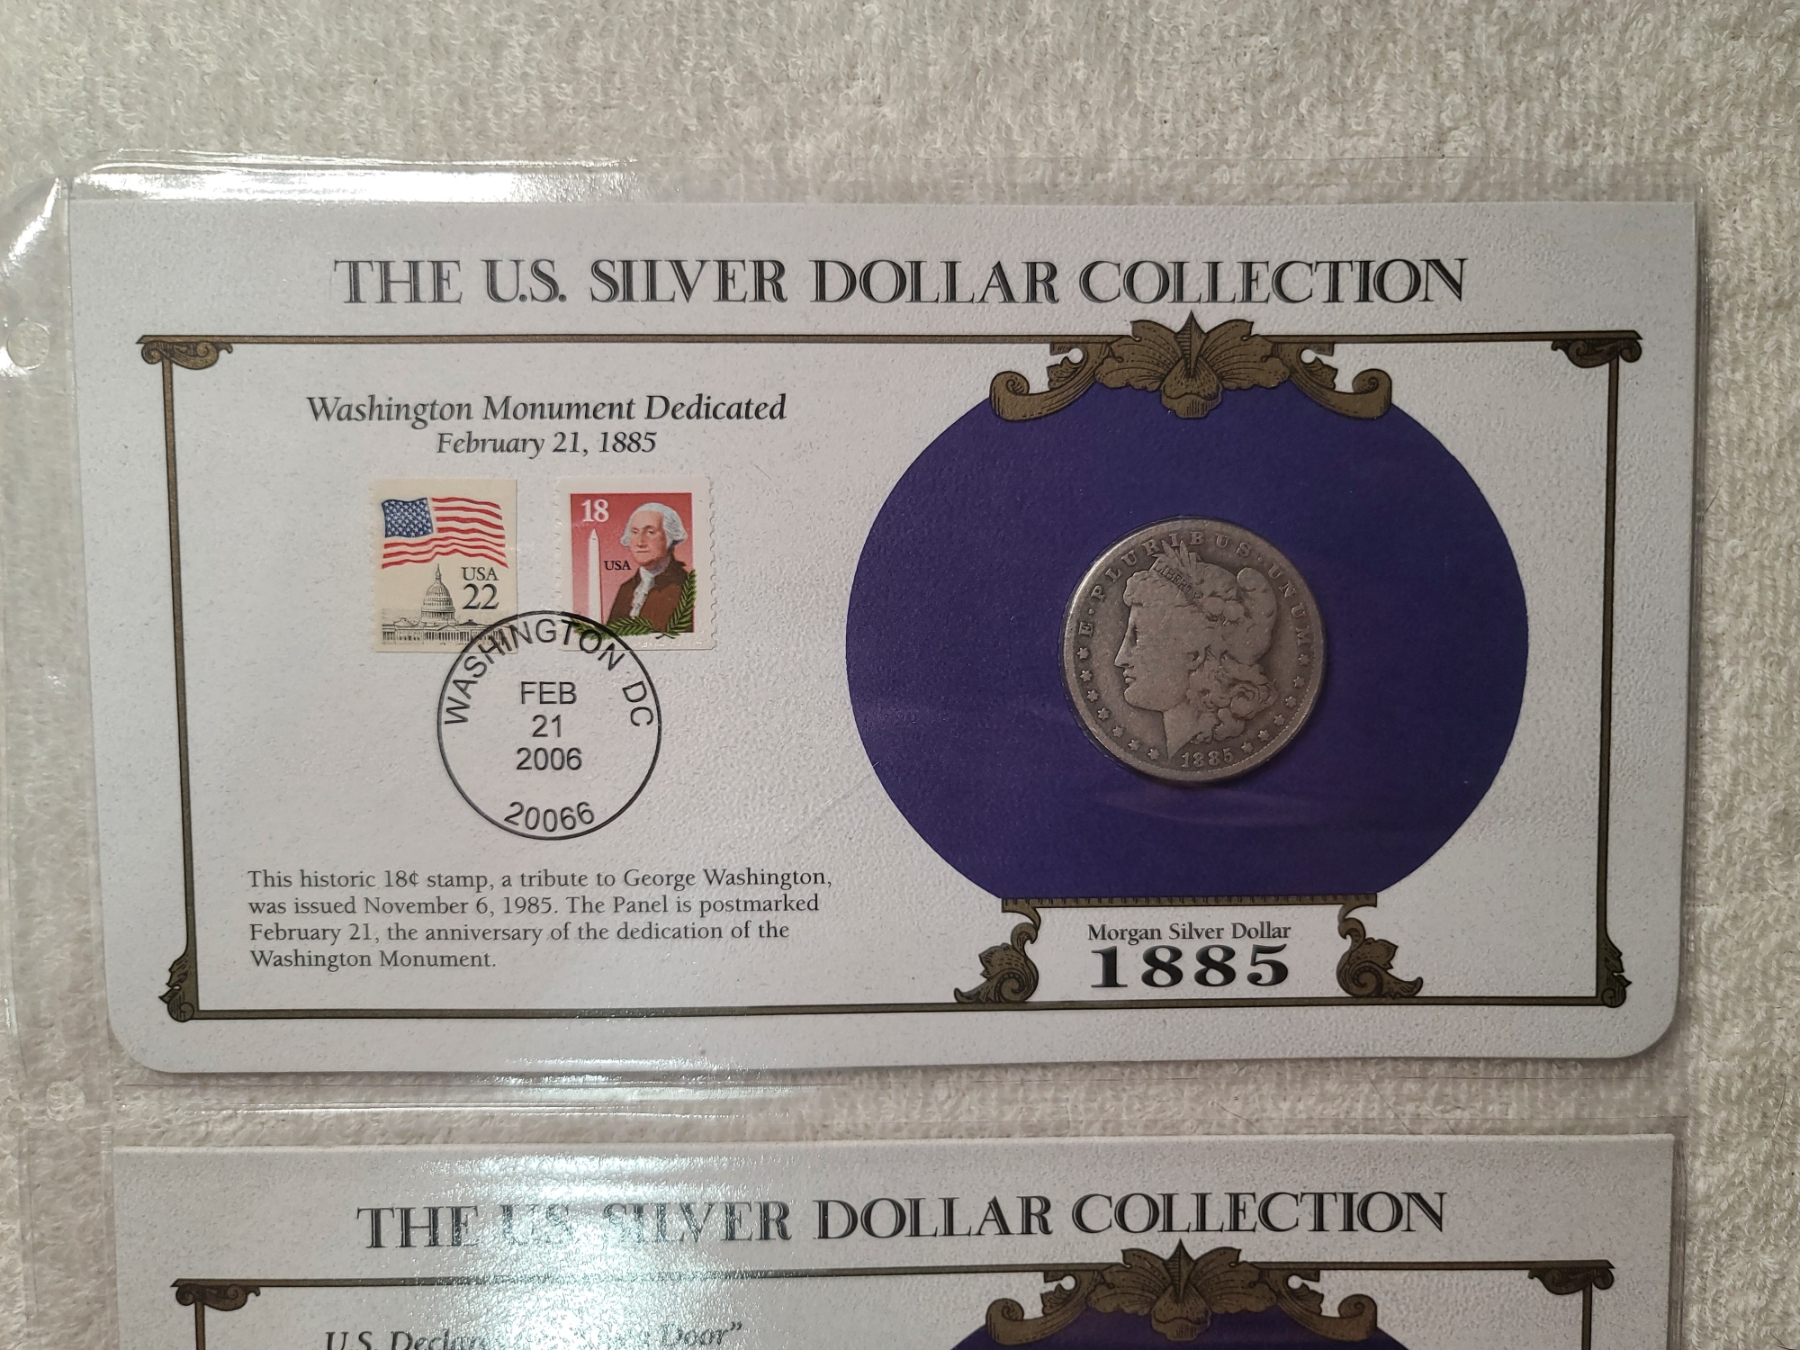 THE U.S. SILVER DOLLAR COLLECTION
Washington Monument Dedicated
February 21, 1885
USA
22
18
USA
WASHINGTON DC
FEB
21
2006
20066
This historic 18¢ stamp, a tribute to George Washington,
was issued November 6, 1985. The Panel is postmarked
February 21, the anniversary of the dedication of the
Washington Monument.
E·PLURIBUS·UNUM
LIBERTY
1885
Morgan Silver Dollar
1885
THE U.S. SILVER DOLLAR COLLECTION
U.S. Door”